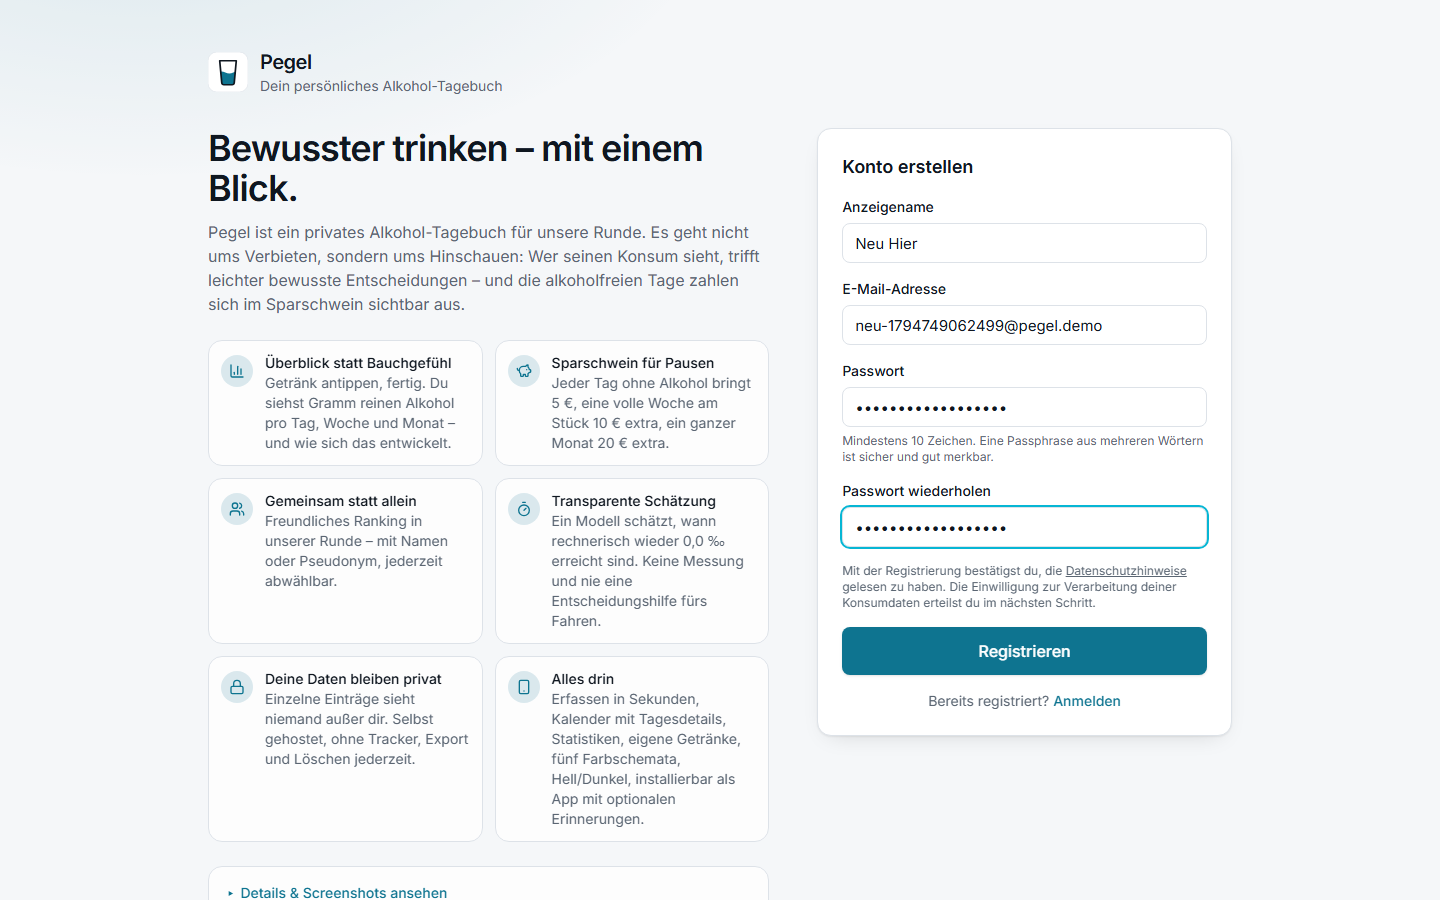 Pegel
Dein persönliches Alkohol-Tagebuch
Bewusster trinken – mit einem
Blick.
Pegel ist ein privates Alkohol-Tagebuch für unsere Runde. Es geht nicht
ums Verbieten, sondern ums Hinschauen: Wer seinen Konsum sieht, trifft
leichter bewusste Entscheidungen – und die alkoholfreien Tage zahlen
sich im Sparschwein sichtbar aus.
Überblick statt Bauchgefühl
Getränk antippen, fertig. Du
siehst Gramm reinen Alkohol
pro Tag, Woche und Monat –
und wie sich das entwickelt.
Sparschwein für Pausen
Jeder Tag ohne Alkohol bringt
5 €, eine volle Woche am
Stück 10 € extra, ein ganzer
Monat 20 € extra.
Gemeinsam statt allein
Freundliches Ranking in
unserer Runde – mit Namen
oder Pseudonym, jederzeit
abwählbar.
Transparente Schätzung
Ein Modell schätzt, wann
rechnerisch wieder 0,0 ‰
erreicht sind. Keine Messung
und nie eine
Entscheidungshilfe fürs
Fahren.
Deine Daten bleiben privat
Einzelne Einträge sieht
niemand außer dir. Selbst
gehostet, ohne Tracker, Export
und Löschen jederzeit.
Alles drin
Erfassen in Sekunden,
Kalender mit Tagesdetails,
Statistiken, eigene Getränke,
fünf Farbschemata,
Hell/Dunkel, installierbar als
App mit optionalen
Erinnerungen.
Details & Screenshots ansehen
Konto erstellen
Anzeigename
Neu Hier
E-Mail-Adresse
neu-1794749062499@pegel.demo
Passwort
••••••••••••••••••
Mindestens 10 Zeichen. Eine Passphrase aus mehreren Wörtern
ist sicher und gut merkbar.
Passwort wiederholen
••••••••••••••••••
Mit der Registrierung bestätigst du, die Datenschutzhinweise
gelesen zu haben. Die Einwilligung zur Verarbeitung deiner
Konsumdaten erteilst du im nächsten Schritt.
Registrieren
Bereits registriert? Anmelden